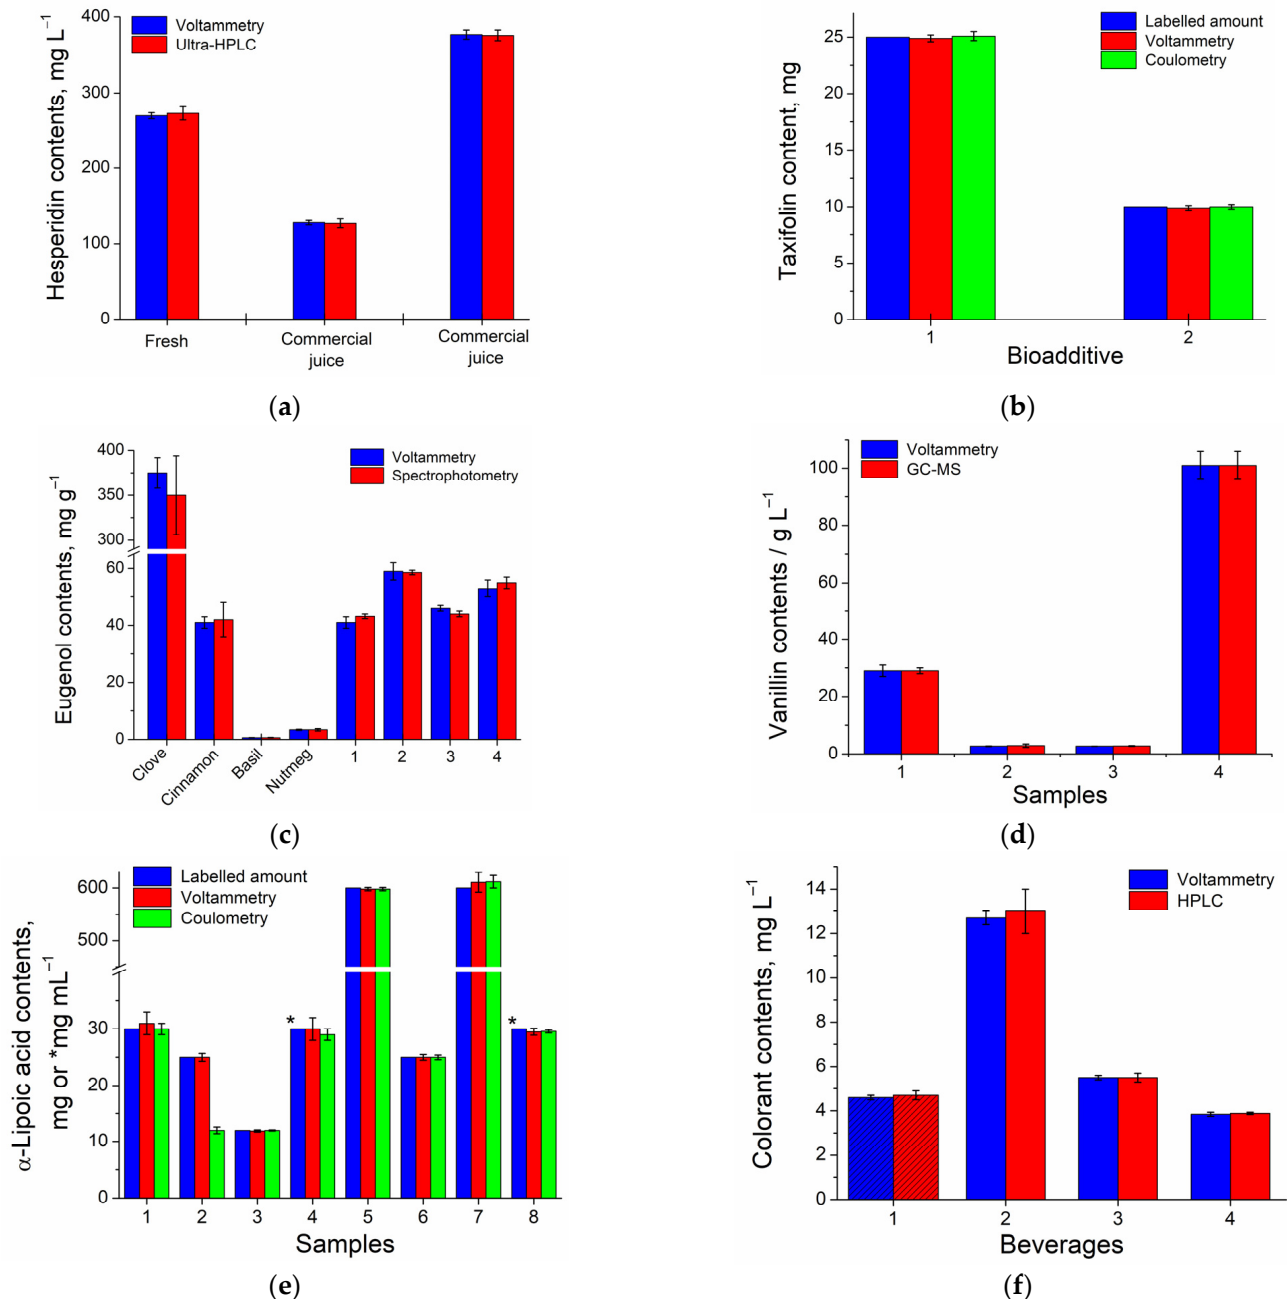 Hesperidin contents, mg L⁻¹
400
300
200
100
0
Voltammetry
Ultra-HPLC
Fresh
Commercial
juice
Commercial
juice
(a)
Taxifolin content, mg
25
20
15
10
5
0
Labelled amount
Voltammetry
Coulometry
1
2
Bioadditive
(b)
Eugenol contents, mg g⁻¹
400
375
350
325
300
60
40
20
0
Voltammetry
Spectrophotometry
Clove
Cinnamon
Basil
Nutmeg
1
2
3
4
(c)
Vanillin contents / g L⁻¹
100
80
60
40
20
0
Voltammetry
GC-MS
1
2
3
4
Samples
(d)
α-Lipoic acid contents,
mg or *mg mL⁻¹
600
500
30
20
10
0
Labelled amount
Voltammetry
Coulometry
*
*
1
2
3
4
5
6
7
8
Samples
(e)
Colorant contents, mg L⁻¹
14
12
10
8
6
4
2
0
Voltammetry
HPLC
1
2
3
4
Beverages
(f)